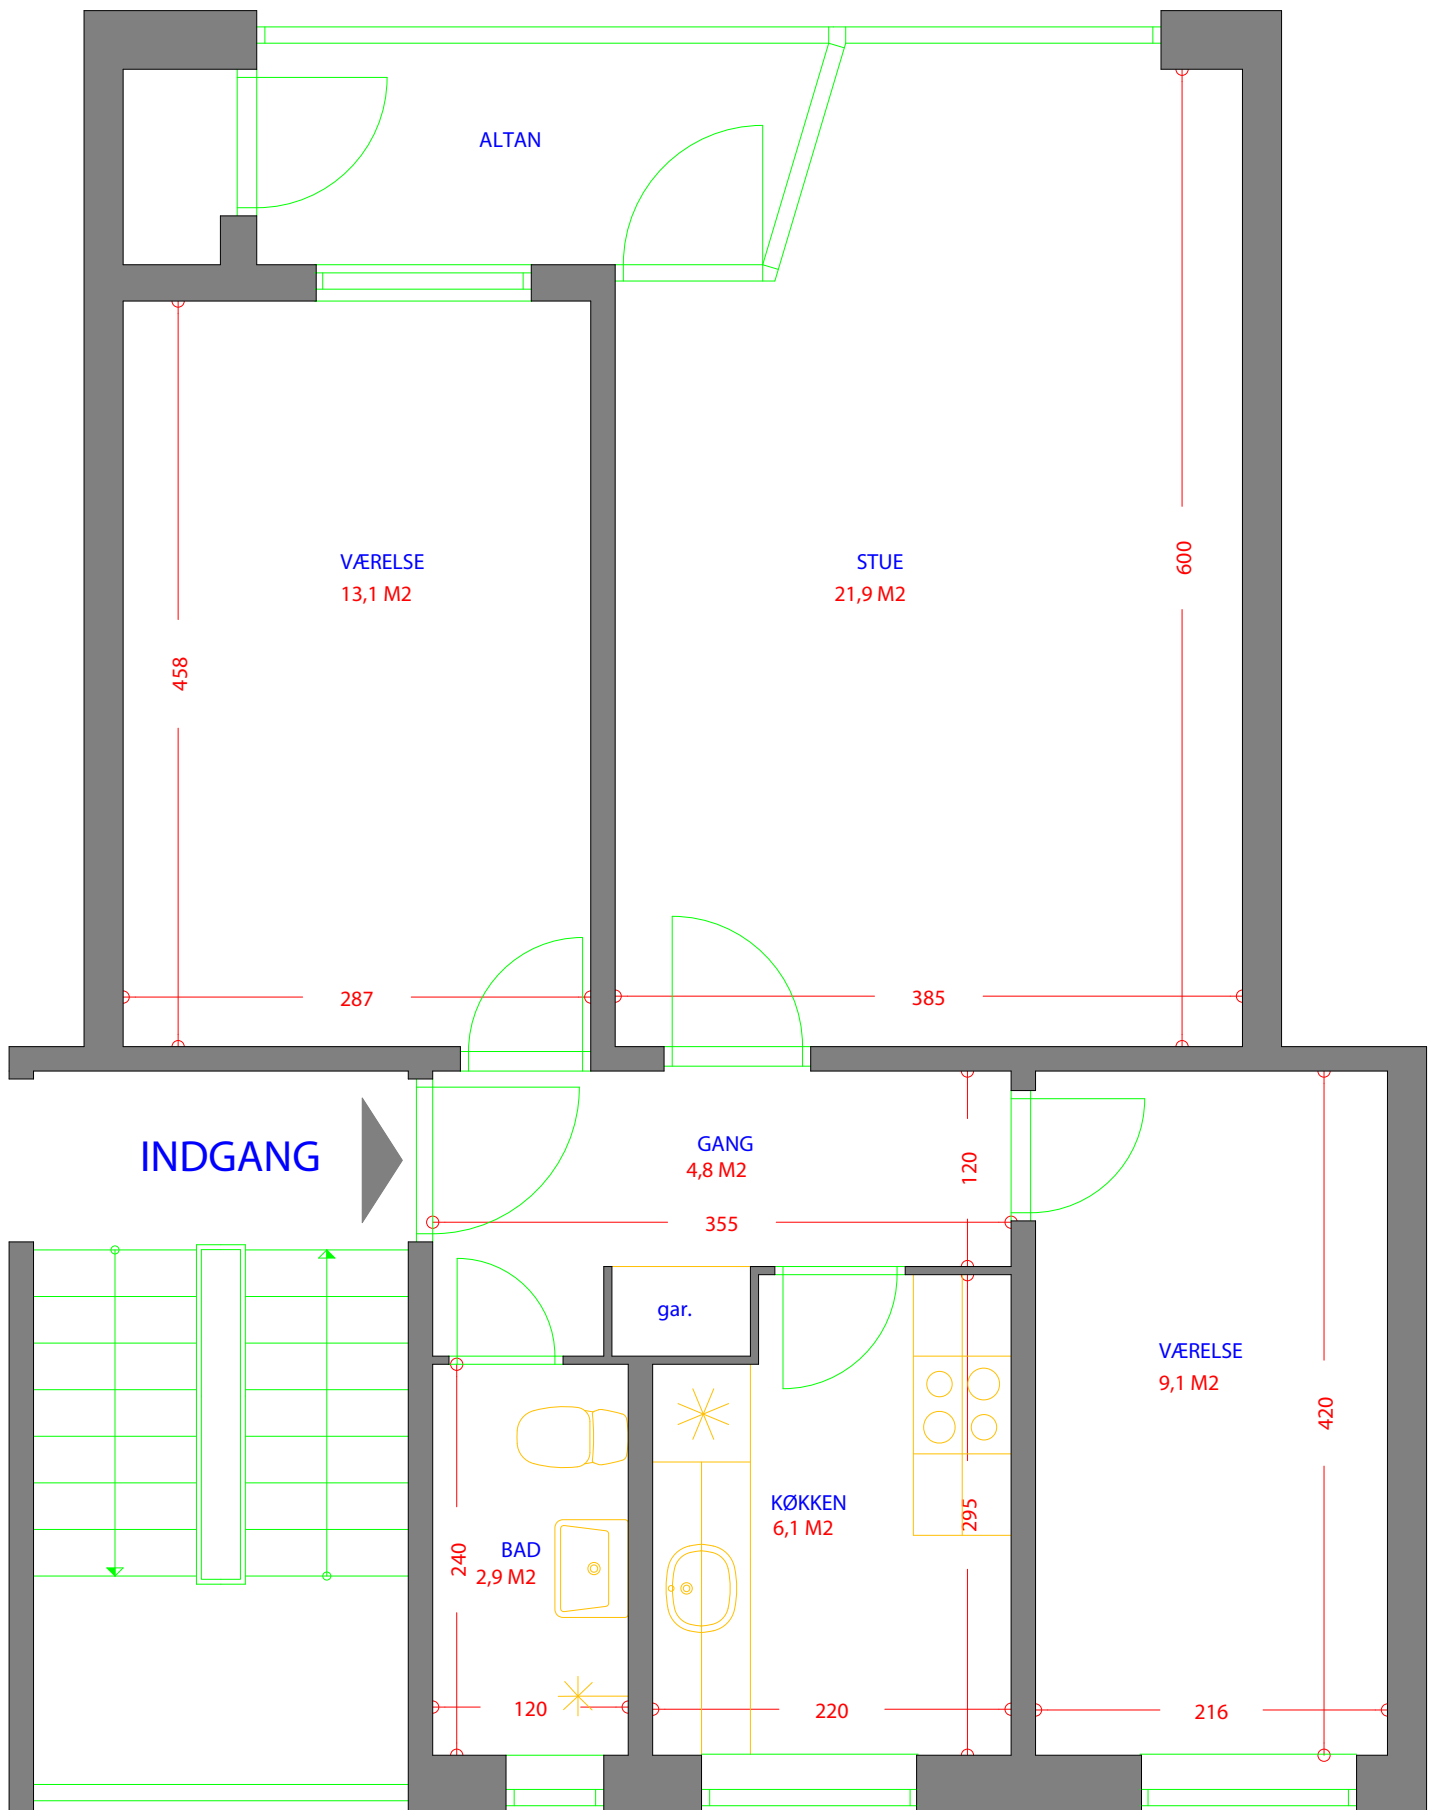 ALTAN
VÆRELSE
13,1 M2
STUE
21,9 M2
600
458
287
385
INDGANG
GANG
4,8 M2
120
355
gar.
VÆRELSE
9,1 M2
420
KØKKEN
6,1 M2
295
BAD
2,9 M2
240
120
220
216